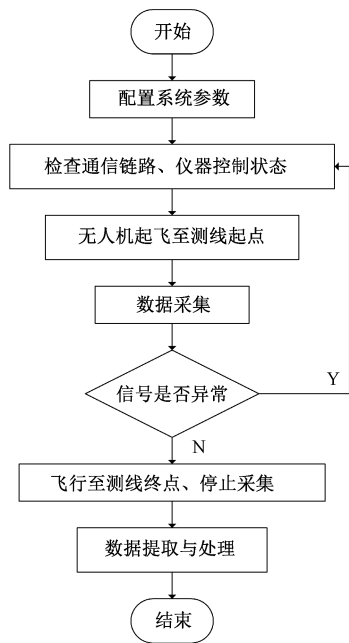 开始
配置系统参数
检查通信链路、仪器控制状态
无人机起飞至测线起点
数据采集
信号是否异常
Y
N
飞行至测线终点、停止采集
数据提取与处理
结束